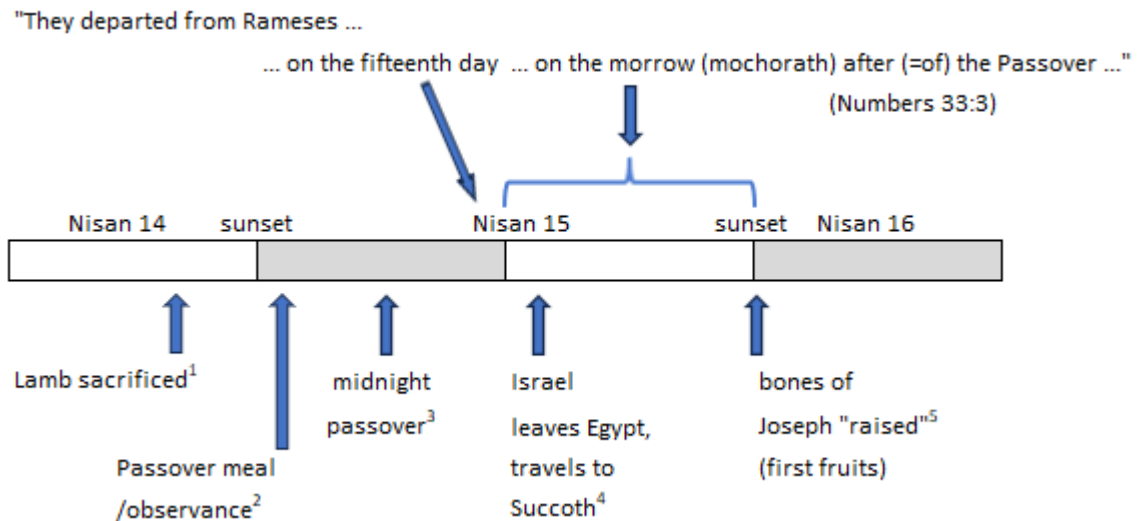 "They departed from Rameses ...
... on the fifteenth day ... on the morrow (mochorath) after (=of) the Passover ..."
(Numbers 33:3)
Nisan 14 sunset Nisan 15 sunset Nisan 16
Lamb sacrificed1
midnight
passover3
Passover meal
/observance2
Israel
leaves Egypt,
travels to
Succoth4
bones of
Joseph "raised"5
(first fruits)